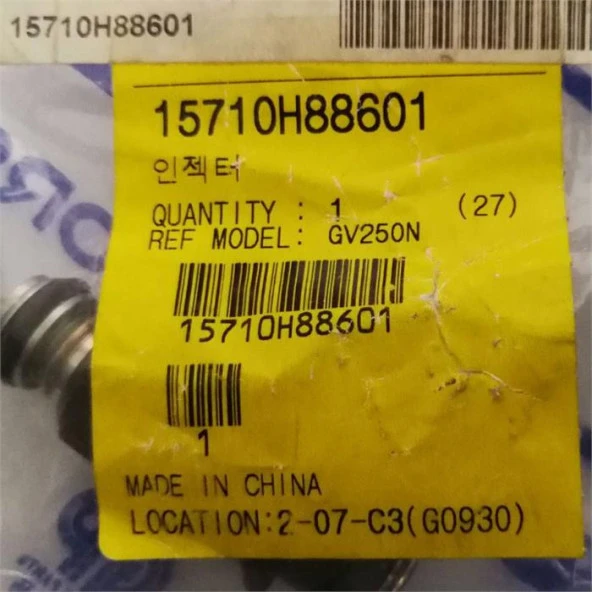 15710H88601
15710H88601
인젝터
QUANTITY : 1 (27)
REF MODEL: GV250N
15710H88601
1
MADE IN CHINA
LOCATION:2-07-C3(G0930)